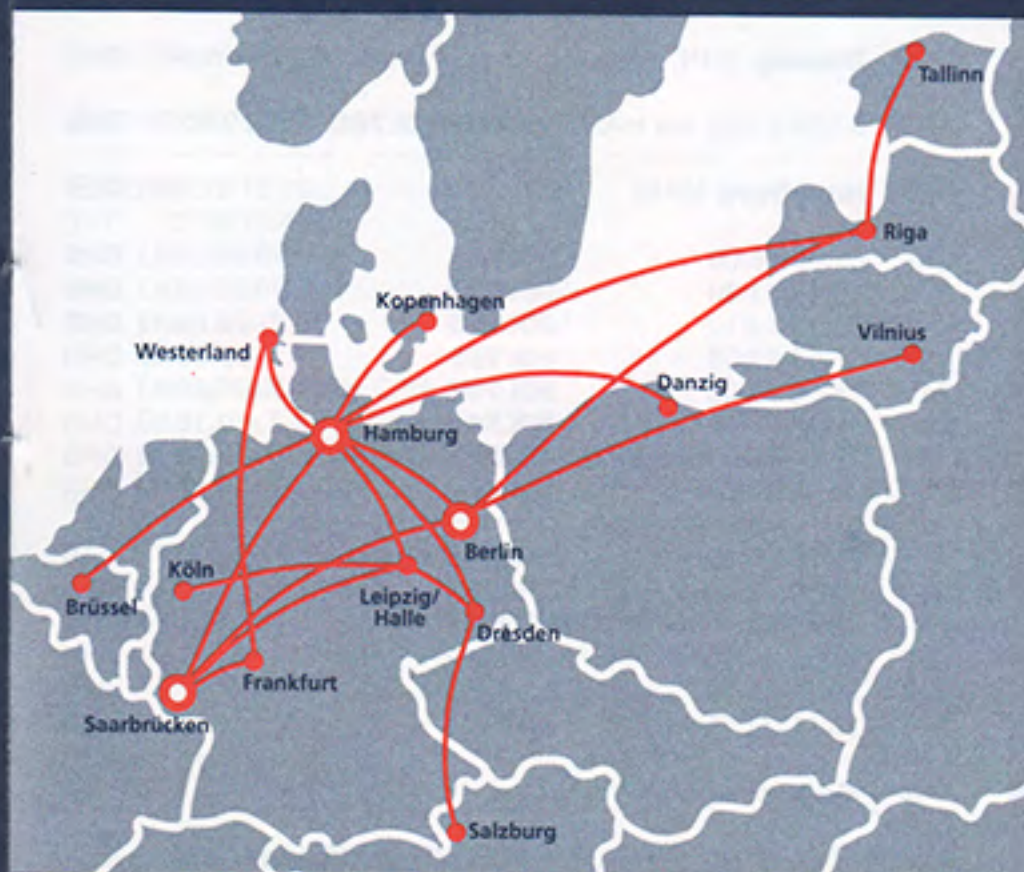 Tallinn
Riga
Kopenhagen
Vilnius
Westerland
Danzig
Hamburg
Berlin
Köln
Brüssel
Leipzig/
Halle
Dresden
Frankfurt
Saarbrücken
Salzburg